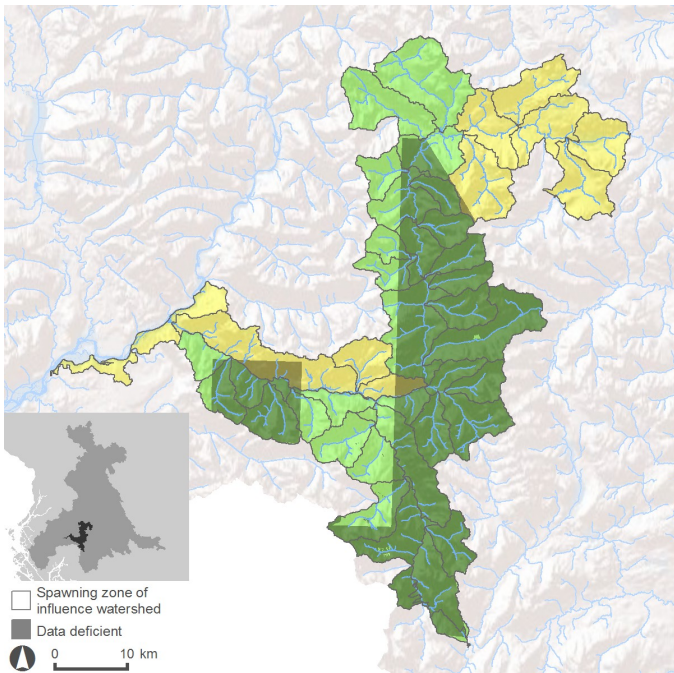 Spawning zone of
influence watershed
Data deficient
0 10 km